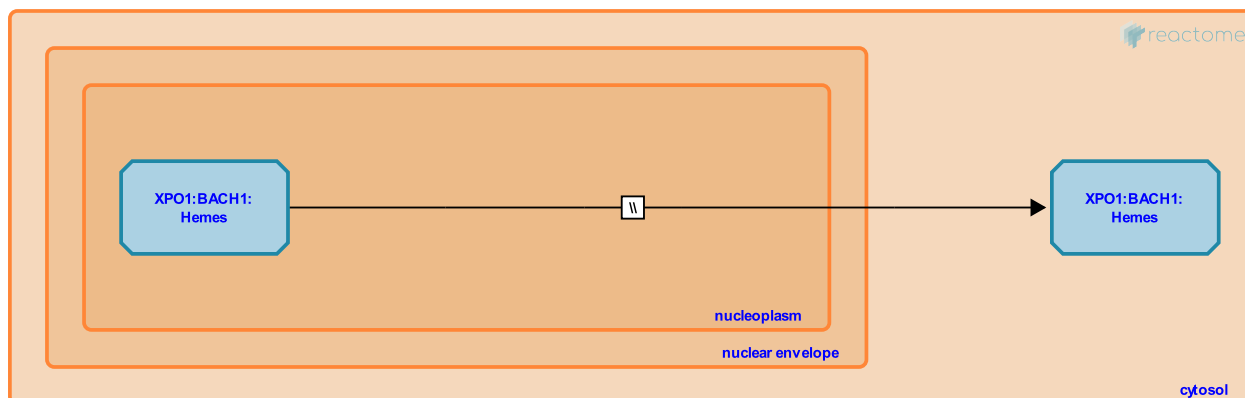 reactome
XPO1:BACH1:
Hemes
\\
XPO1:BACH1:
Hemes
nucleoplasm
nuclear envelope
cytosol